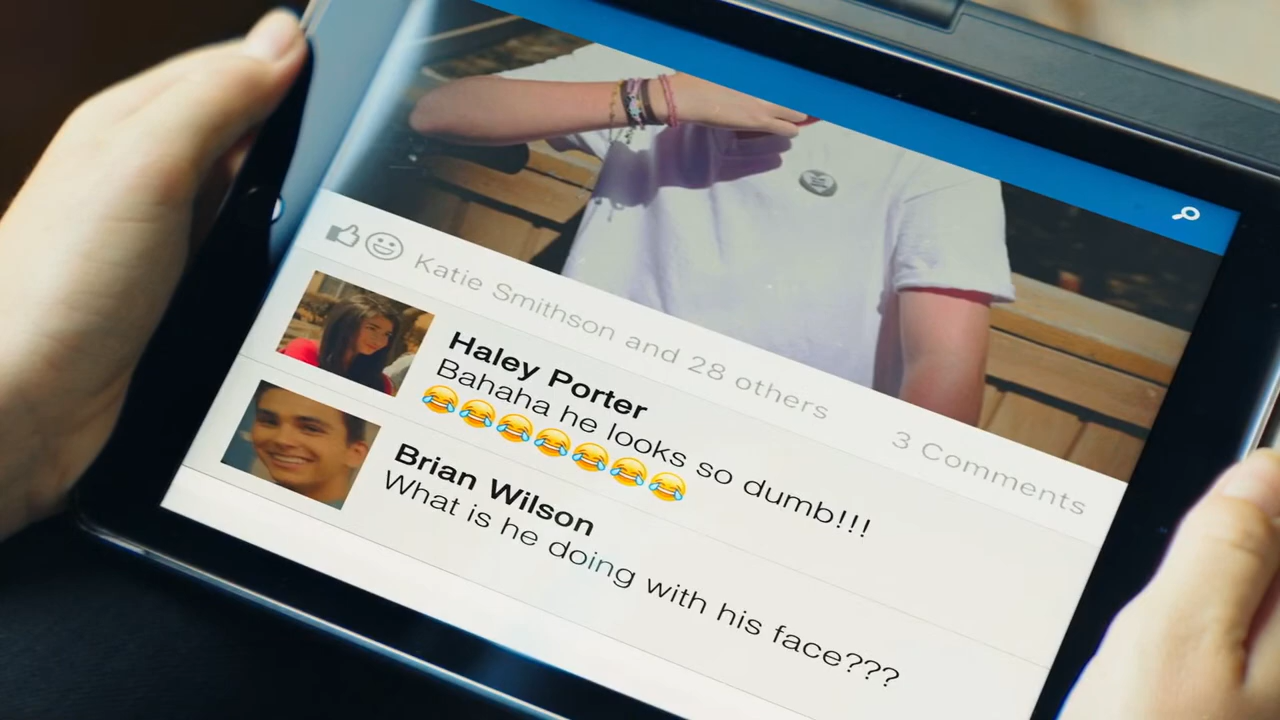 Katie Smithson and 28 others
3 Comments
Haley Porter
Bahaha he looks so dumb!!!
😂😂😂😂😂😂😂
Brian Wilson
What is he doing with his face???